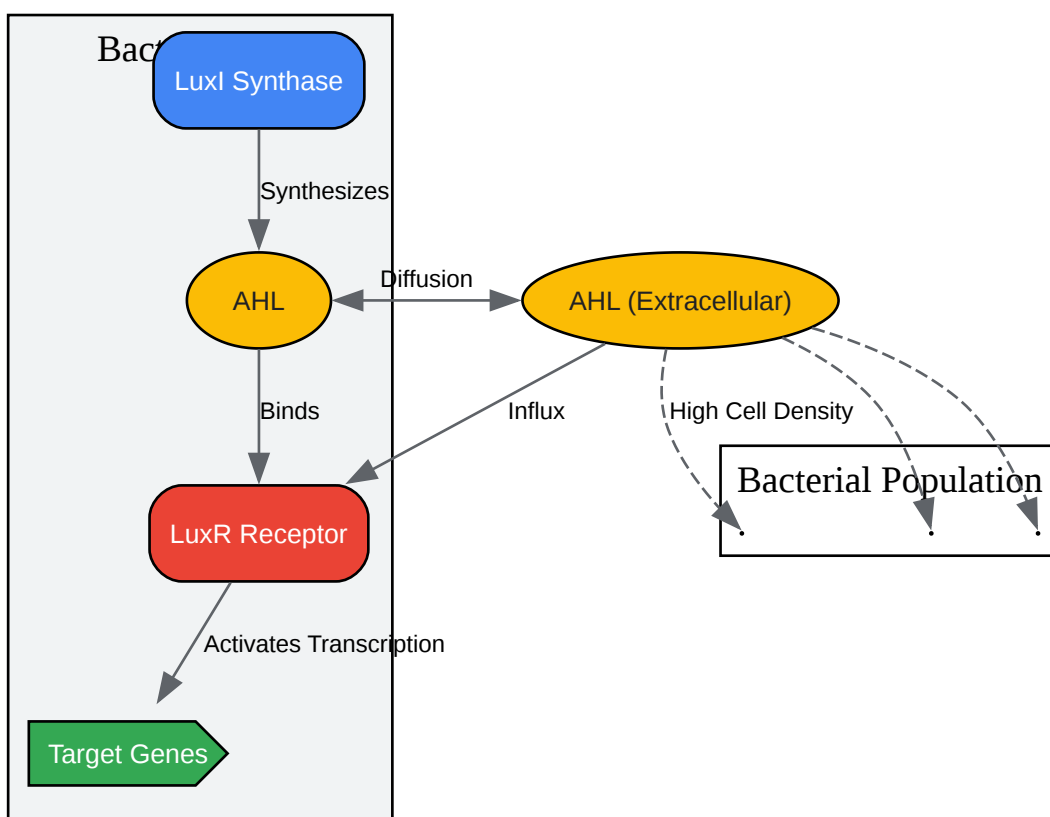 LuxI Synthase
Synthesizes
Diffusion
AHL
AHL (Extracellular)
Binds
Influx
High Cell Density
Bacterial Population
LuxR Receptor
Activates Transcription
Target Genes